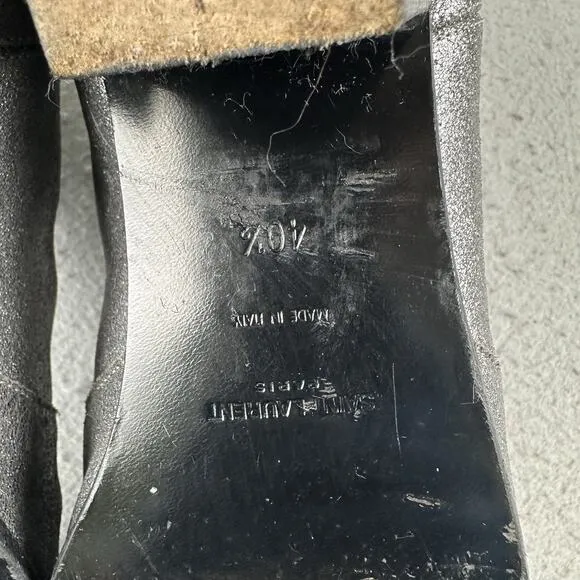 SAINT LAURENT
PARIS
MADE IN ITALY
40½